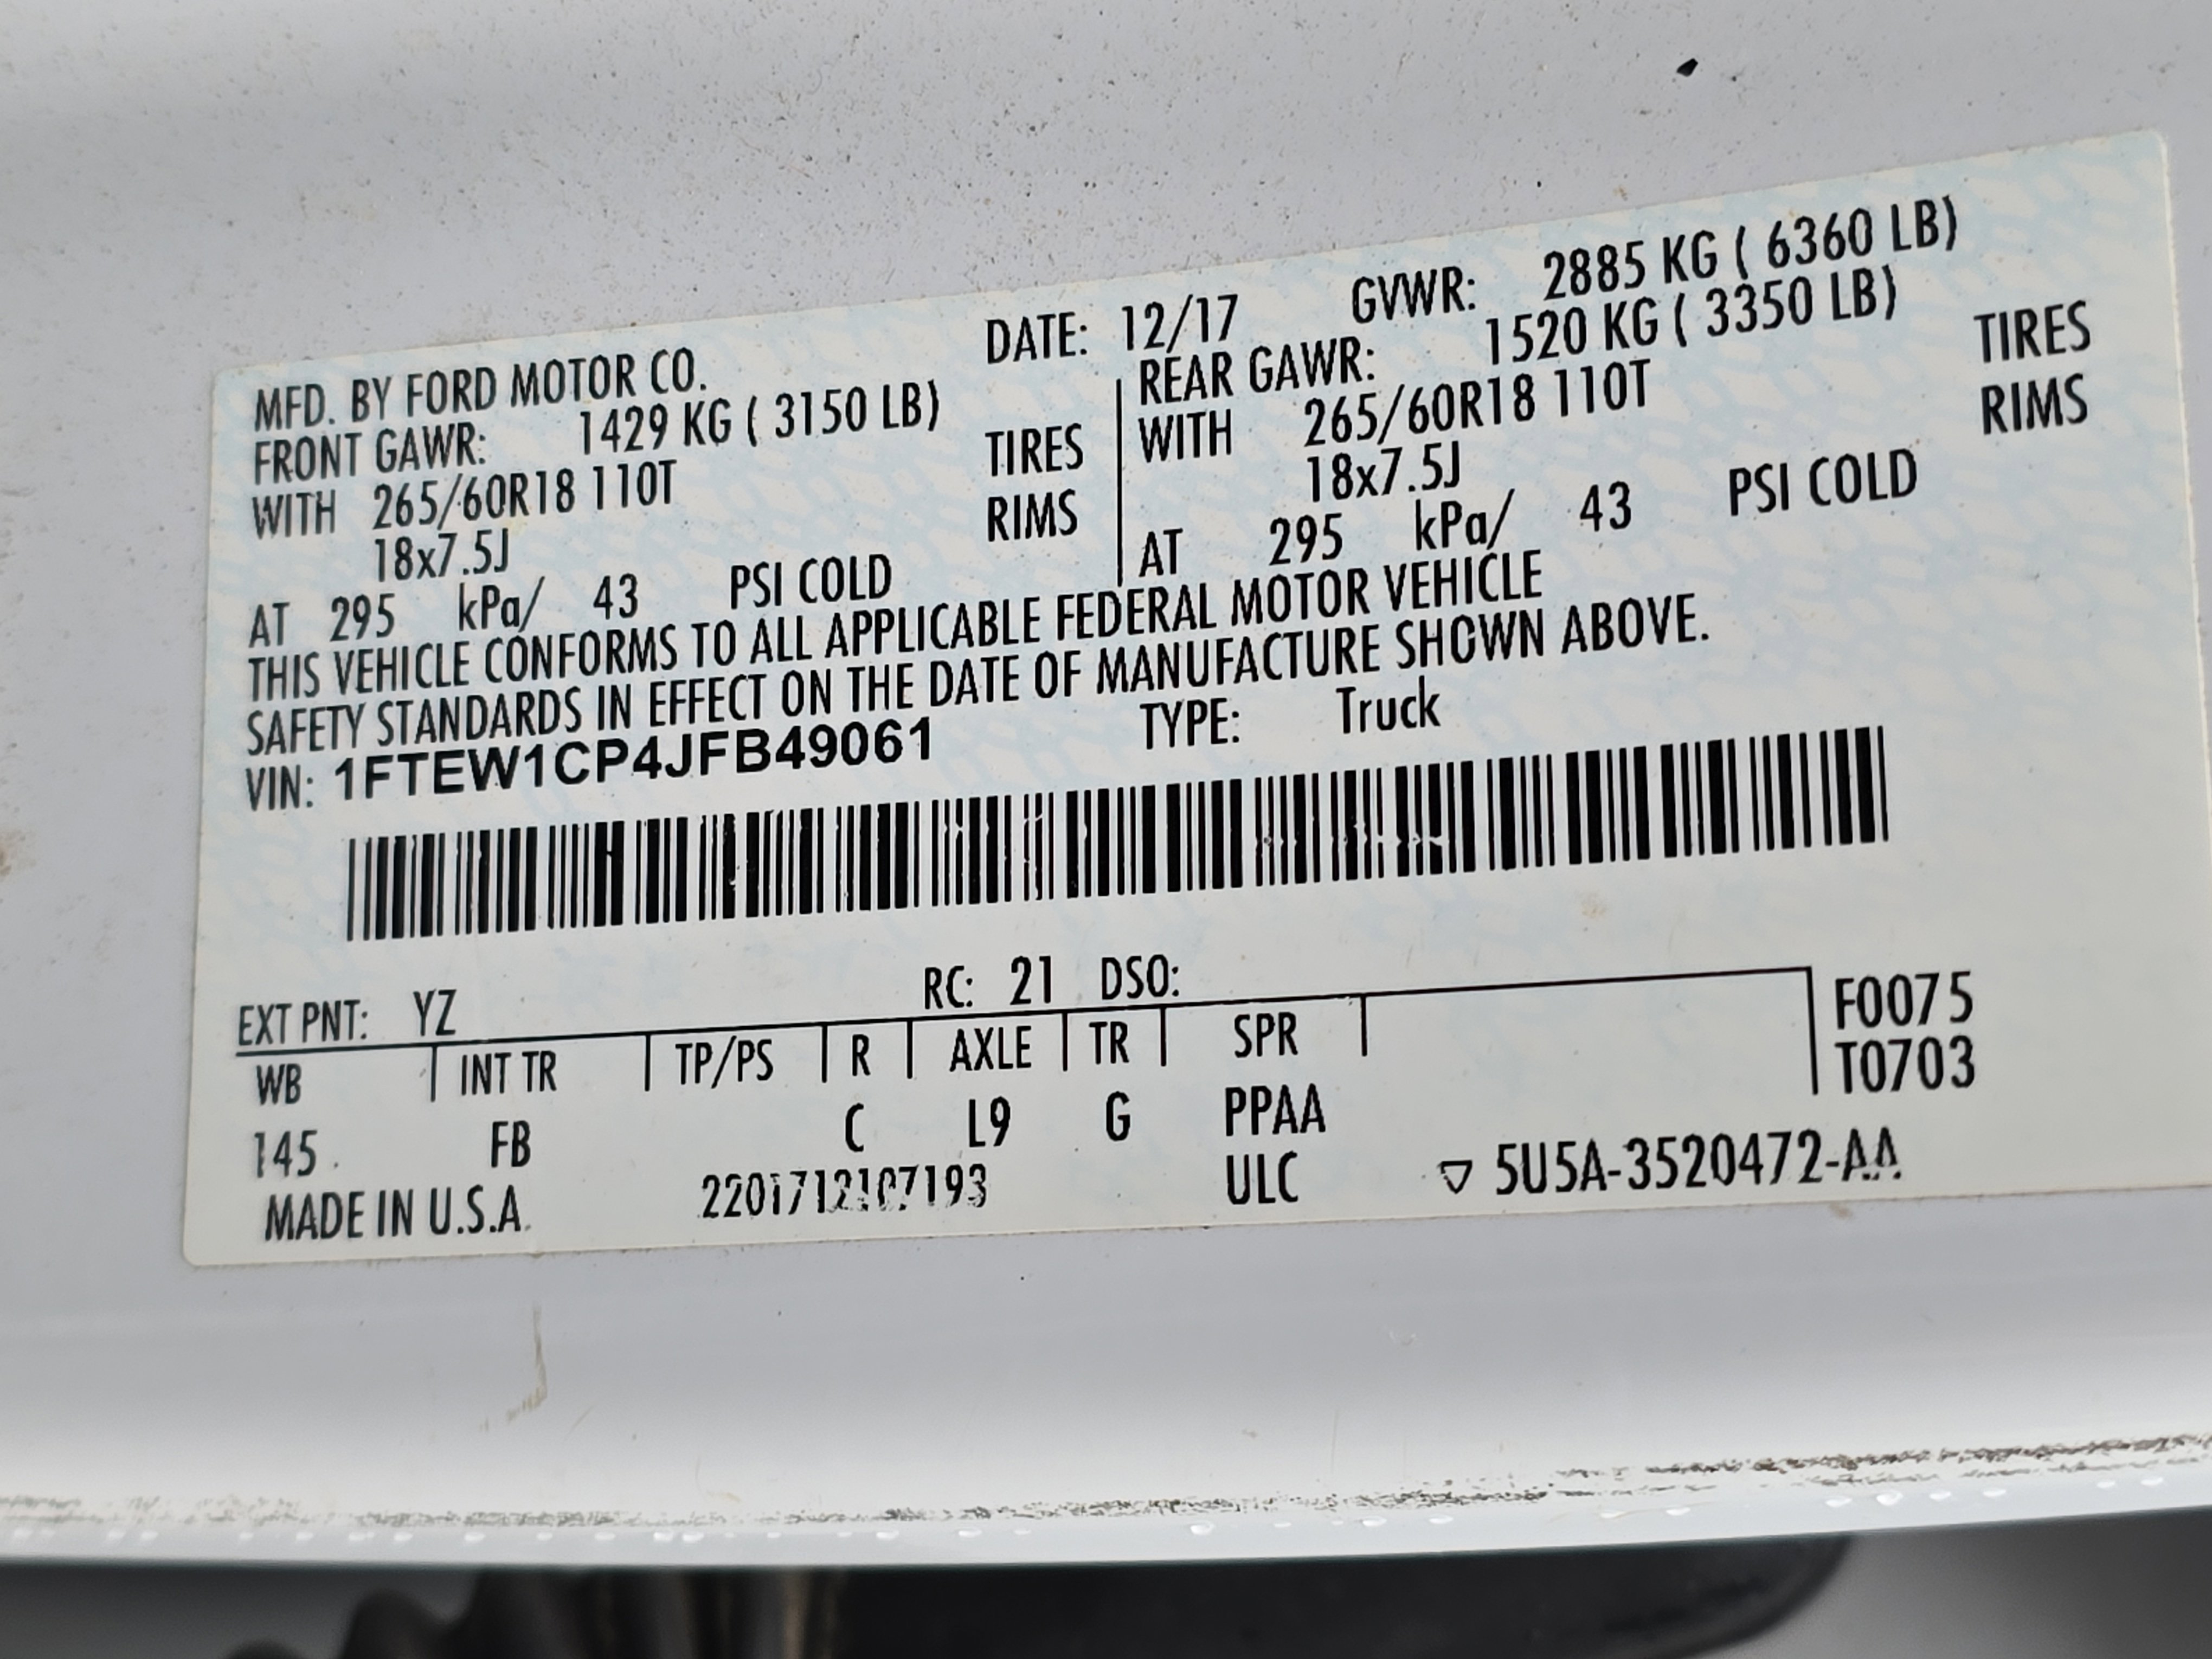 MFD. BY FORD MOTOR CO. DATE: 12/17 GVWR: 2885 KG ( 6360 LB)
FRONT GAWR: 1429 KG ( 3150 LB)
WITH 265/60R18 110T TIRES
18x7.5J RIMS
AT 295 kPa/ 43 PSI COLD
REAR GAWR: 1520 KG ( 3350 LB)
WITH 265/60R18 110T TIRES
18x7.5J RIMS
AT 295 kPa/ 43 PSI COLD
THIS VEHICLE CONFORMS TO ALL APPLICABLE FEDERAL MOTOR VEHICLE
SAFETY STANDARDS IN EFFECT ON THE DATE OF MANUFACTURE SHOWN ABOVE.
VIN: 1FTEW1CP4JFB49061 TYPE: Truck
EXT PNT: YZ RC: 21 DSO:
WB INT TR TP/PS R AXLE TR SPR
F0075
T0703
145 FB C L9 G PPAA
MADE IN U.S.A. 2201712107193 ULC ▽ 5U5A-3520472-AA